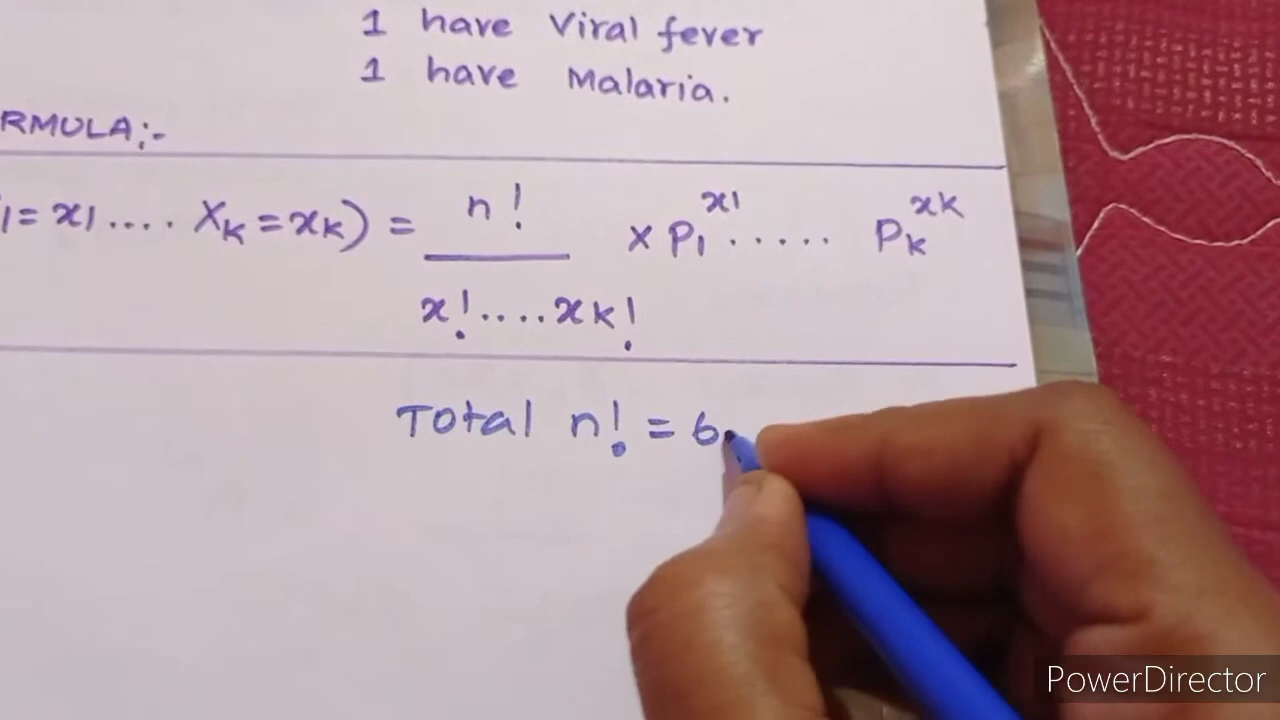 1 have Viral fever
1 have Malaria.
RMULA:-
1 = x1 .... Xk = xk) = n! / x! .... xk! × P1^x1 ..... Pk^xk
Total n! = 6
PowerDirector